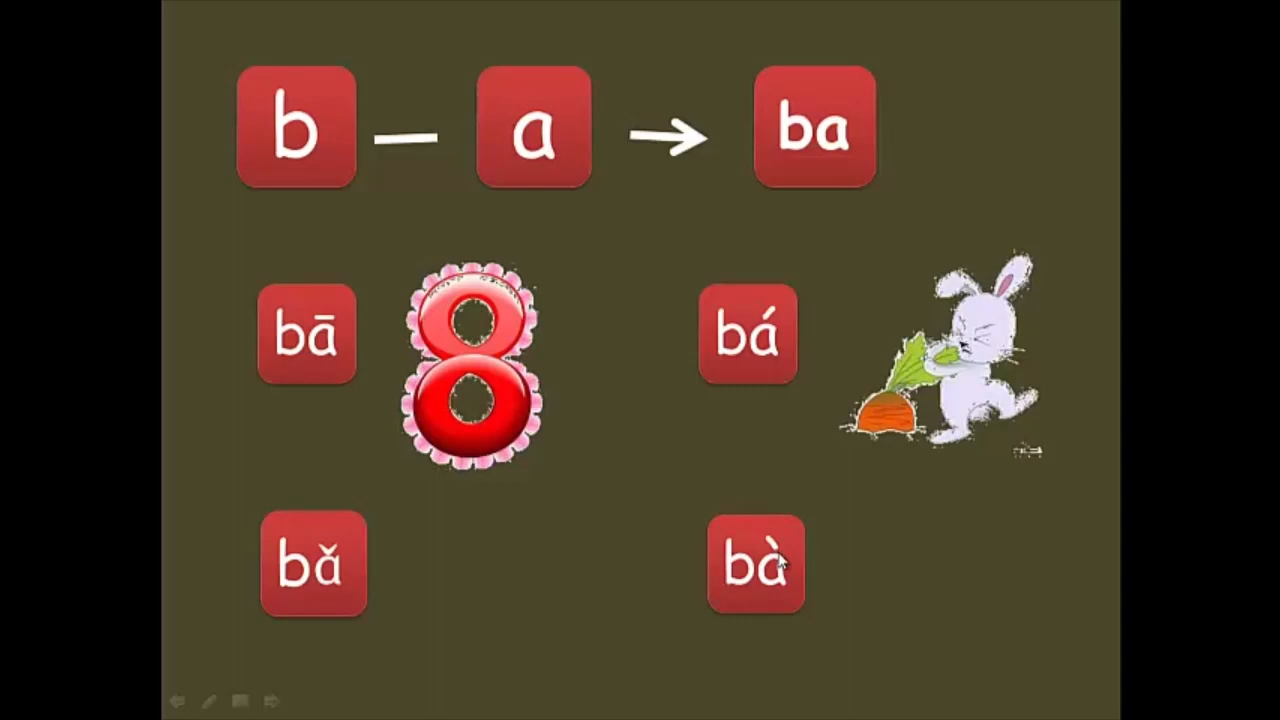 b — a → ba
bā 8 bá
bǎ bà